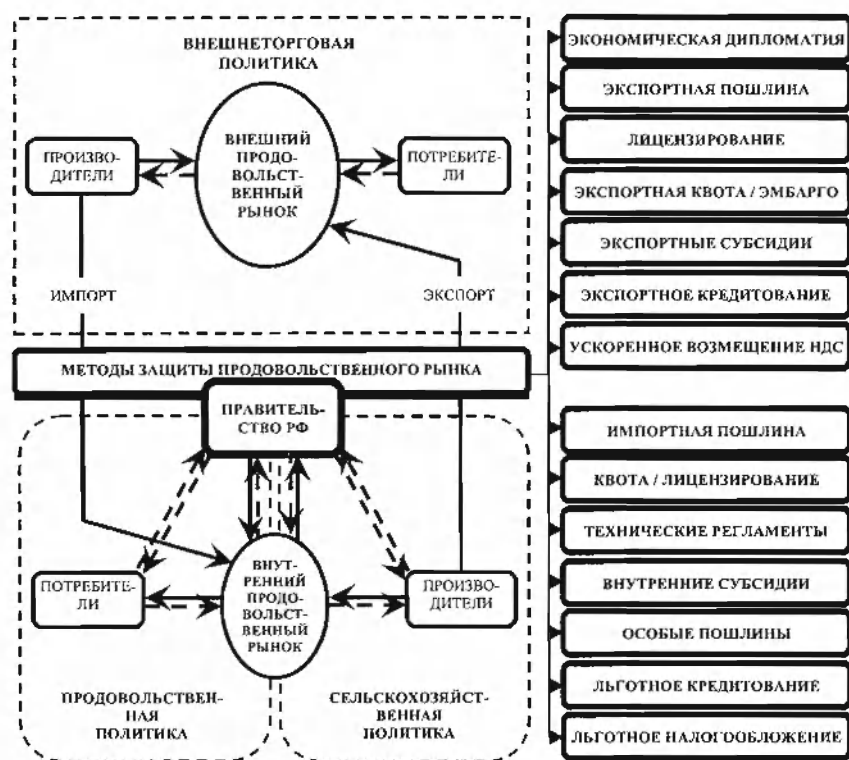 ВНЕШНЕТОРГОВАЯ
ПОЛИТИКА
ПРОИЗВО-
ДИТЕЛИ
ВНЕШНИЙ
ПРОДО-
ВОЛЬСТ-
ВЕННЫЙ
РЫНОК
ПОТРЕБИТЕ-
ЛИ
ИМПОРТ
ЭКСПОРТ
МЕТОДЫ ЗАЩИТЫ ПРОДОВОЛЬСТВЕННОГО РЫНКА
ПРАВИТЕЛЬ-
СТВО РФ
ПОТРЕБИТЕ-
ЛИ
ВНУТ-
РЕННИЙ
ПРОДО-
ВОЛЬСТ-
ВЕННЫЙ
РЫНОК
ПРОИЗВО-
ДИТЕЛИ
ПРОДОВОЛЬСТВЕН-
НАЯ
ПОЛИТИКА
СЕЛЬСКОХОЗЯЙСТ-
ВЕННАЯ
ПОЛИТИКА
ЭКОНОМИЧЕСКАЯ ДИПЛОМАТИЯ
ЭКСПОРТНАЯ ПОШЛИНА
ЛИЦЕНЗИРОВАНИЕ
ЭКСПОРТНАЯ КВОТА / ЭМБАРГО
ЭКСПОРТНЫЕ СУБСИДИИ
ЭКСПОРТНОЕ КРЕДИТОВАНИЕ
УСКОРЕННОЕ ВОЗМЕЩЕНИЕ НДС
ИМПОРТНАЯ ПОШЛИНА
КВОТА / ЛИЦЕНЗИРОВАНИЕ
ТЕХНИЧЕСКИЕ РЕГЛАМЕНТЫ
ВНУТРЕННИЕ СУБСИДИИ
ОСОБЫЕ ПОШЛИНЫ
ЛЬГОТНОЕ КРЕДИТОВАНИЕ
ЛЬГОТНОЕ НАЛОГООБЛОЖЕНИЕ